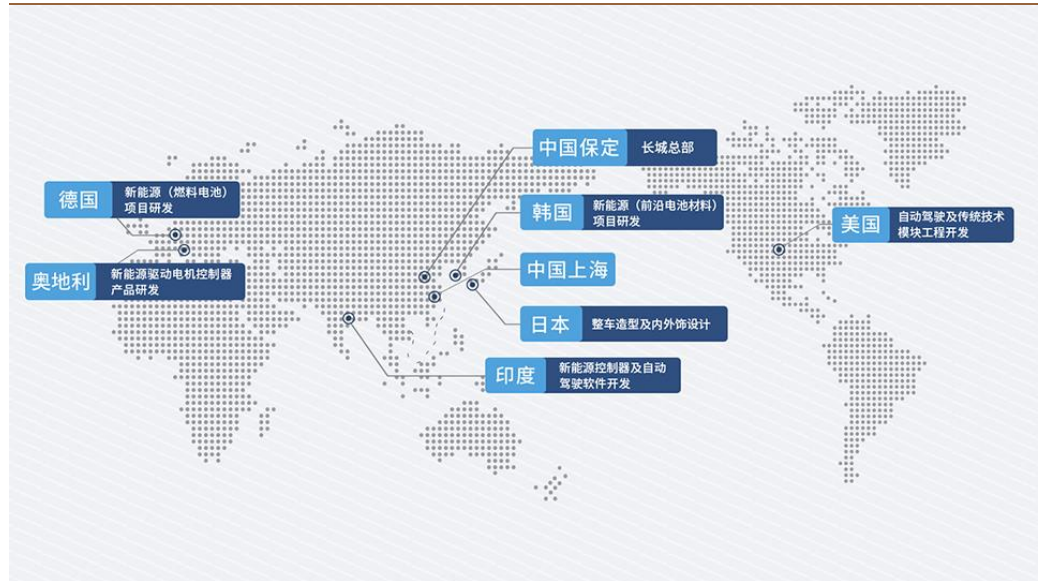 中国保定
长城总部
德国
新能源（燃料电池）
项目研发
韩国
新能源（前沿电池材料）
项目研发
美国
自动驾驶及传统技术
模块工程开发
奥地利
新能源驱动电机控制器
产品研发
中国上海
日本
整车造型及内外饰设计
印度
新能源控制器及自动
驾驶软件开发